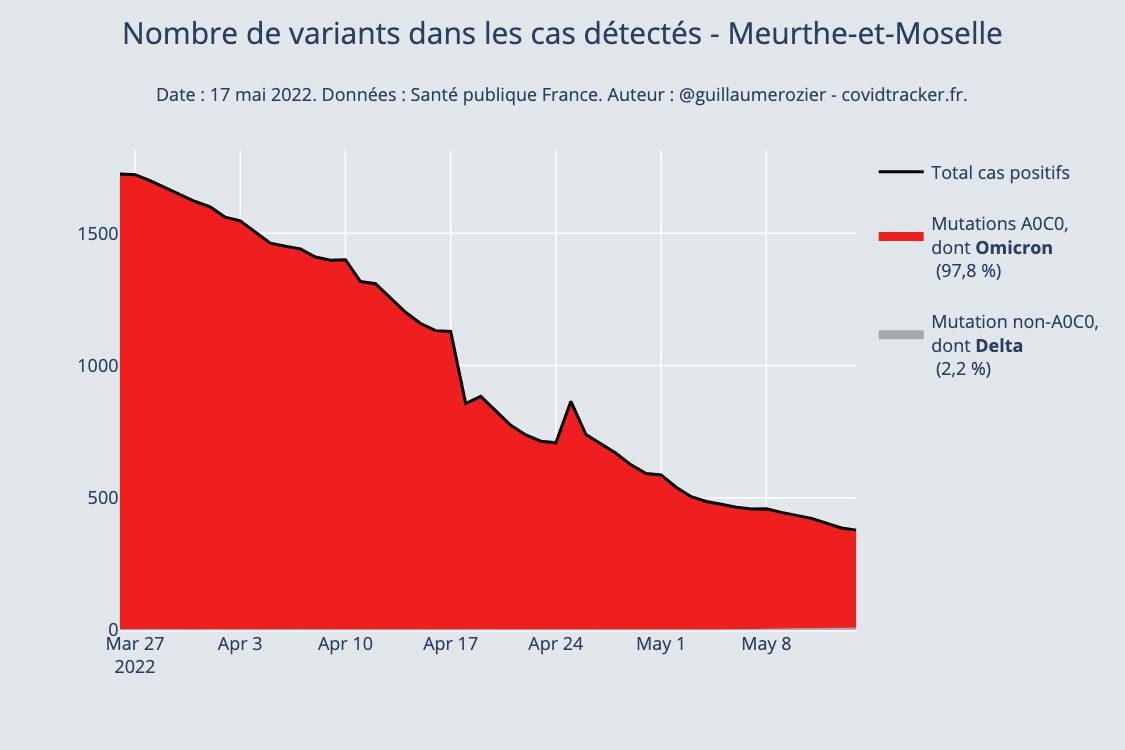 Nombre de variants dans les cas détectés - Meurthe-et-Moselle
Date : 17 mai 2022. Données : Santé publique France. Auteur : @guillaumerozier - covidtracker.fr.
Total cas positifs
Mutations A0C0,
dont Omicron
(97,8 %)
Mutation non-A0C0,
dont Delta
(2,2 %)
1500
1000
500
0
Mar 27 Apr 3 Apr 10 Apr 17 Apr 24 May 1 May 8
2022